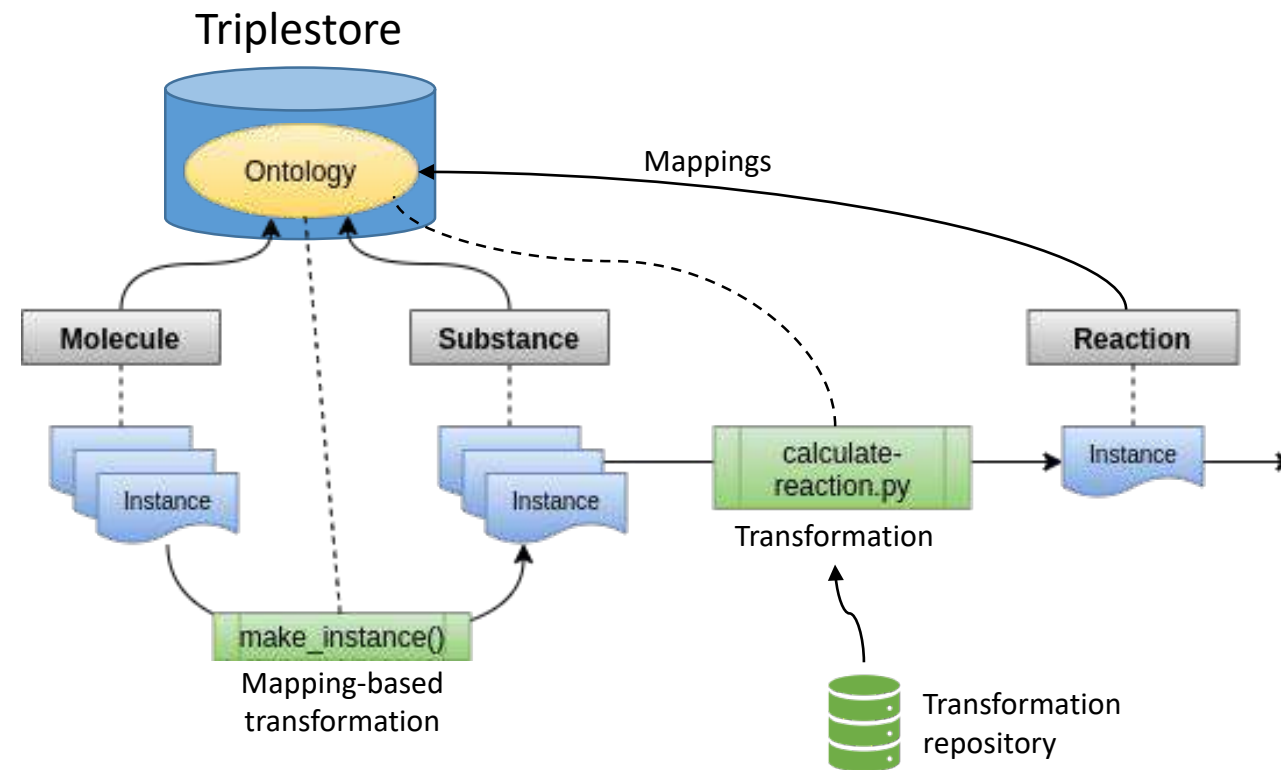 Triplestore
Ontology
Mappings
Molecule
Substance
Reaction
Instance
Instance
calculate-
reaction.py
Instance
Transformation
make_instance()
Mapping-based
transformation
Transformation
repository